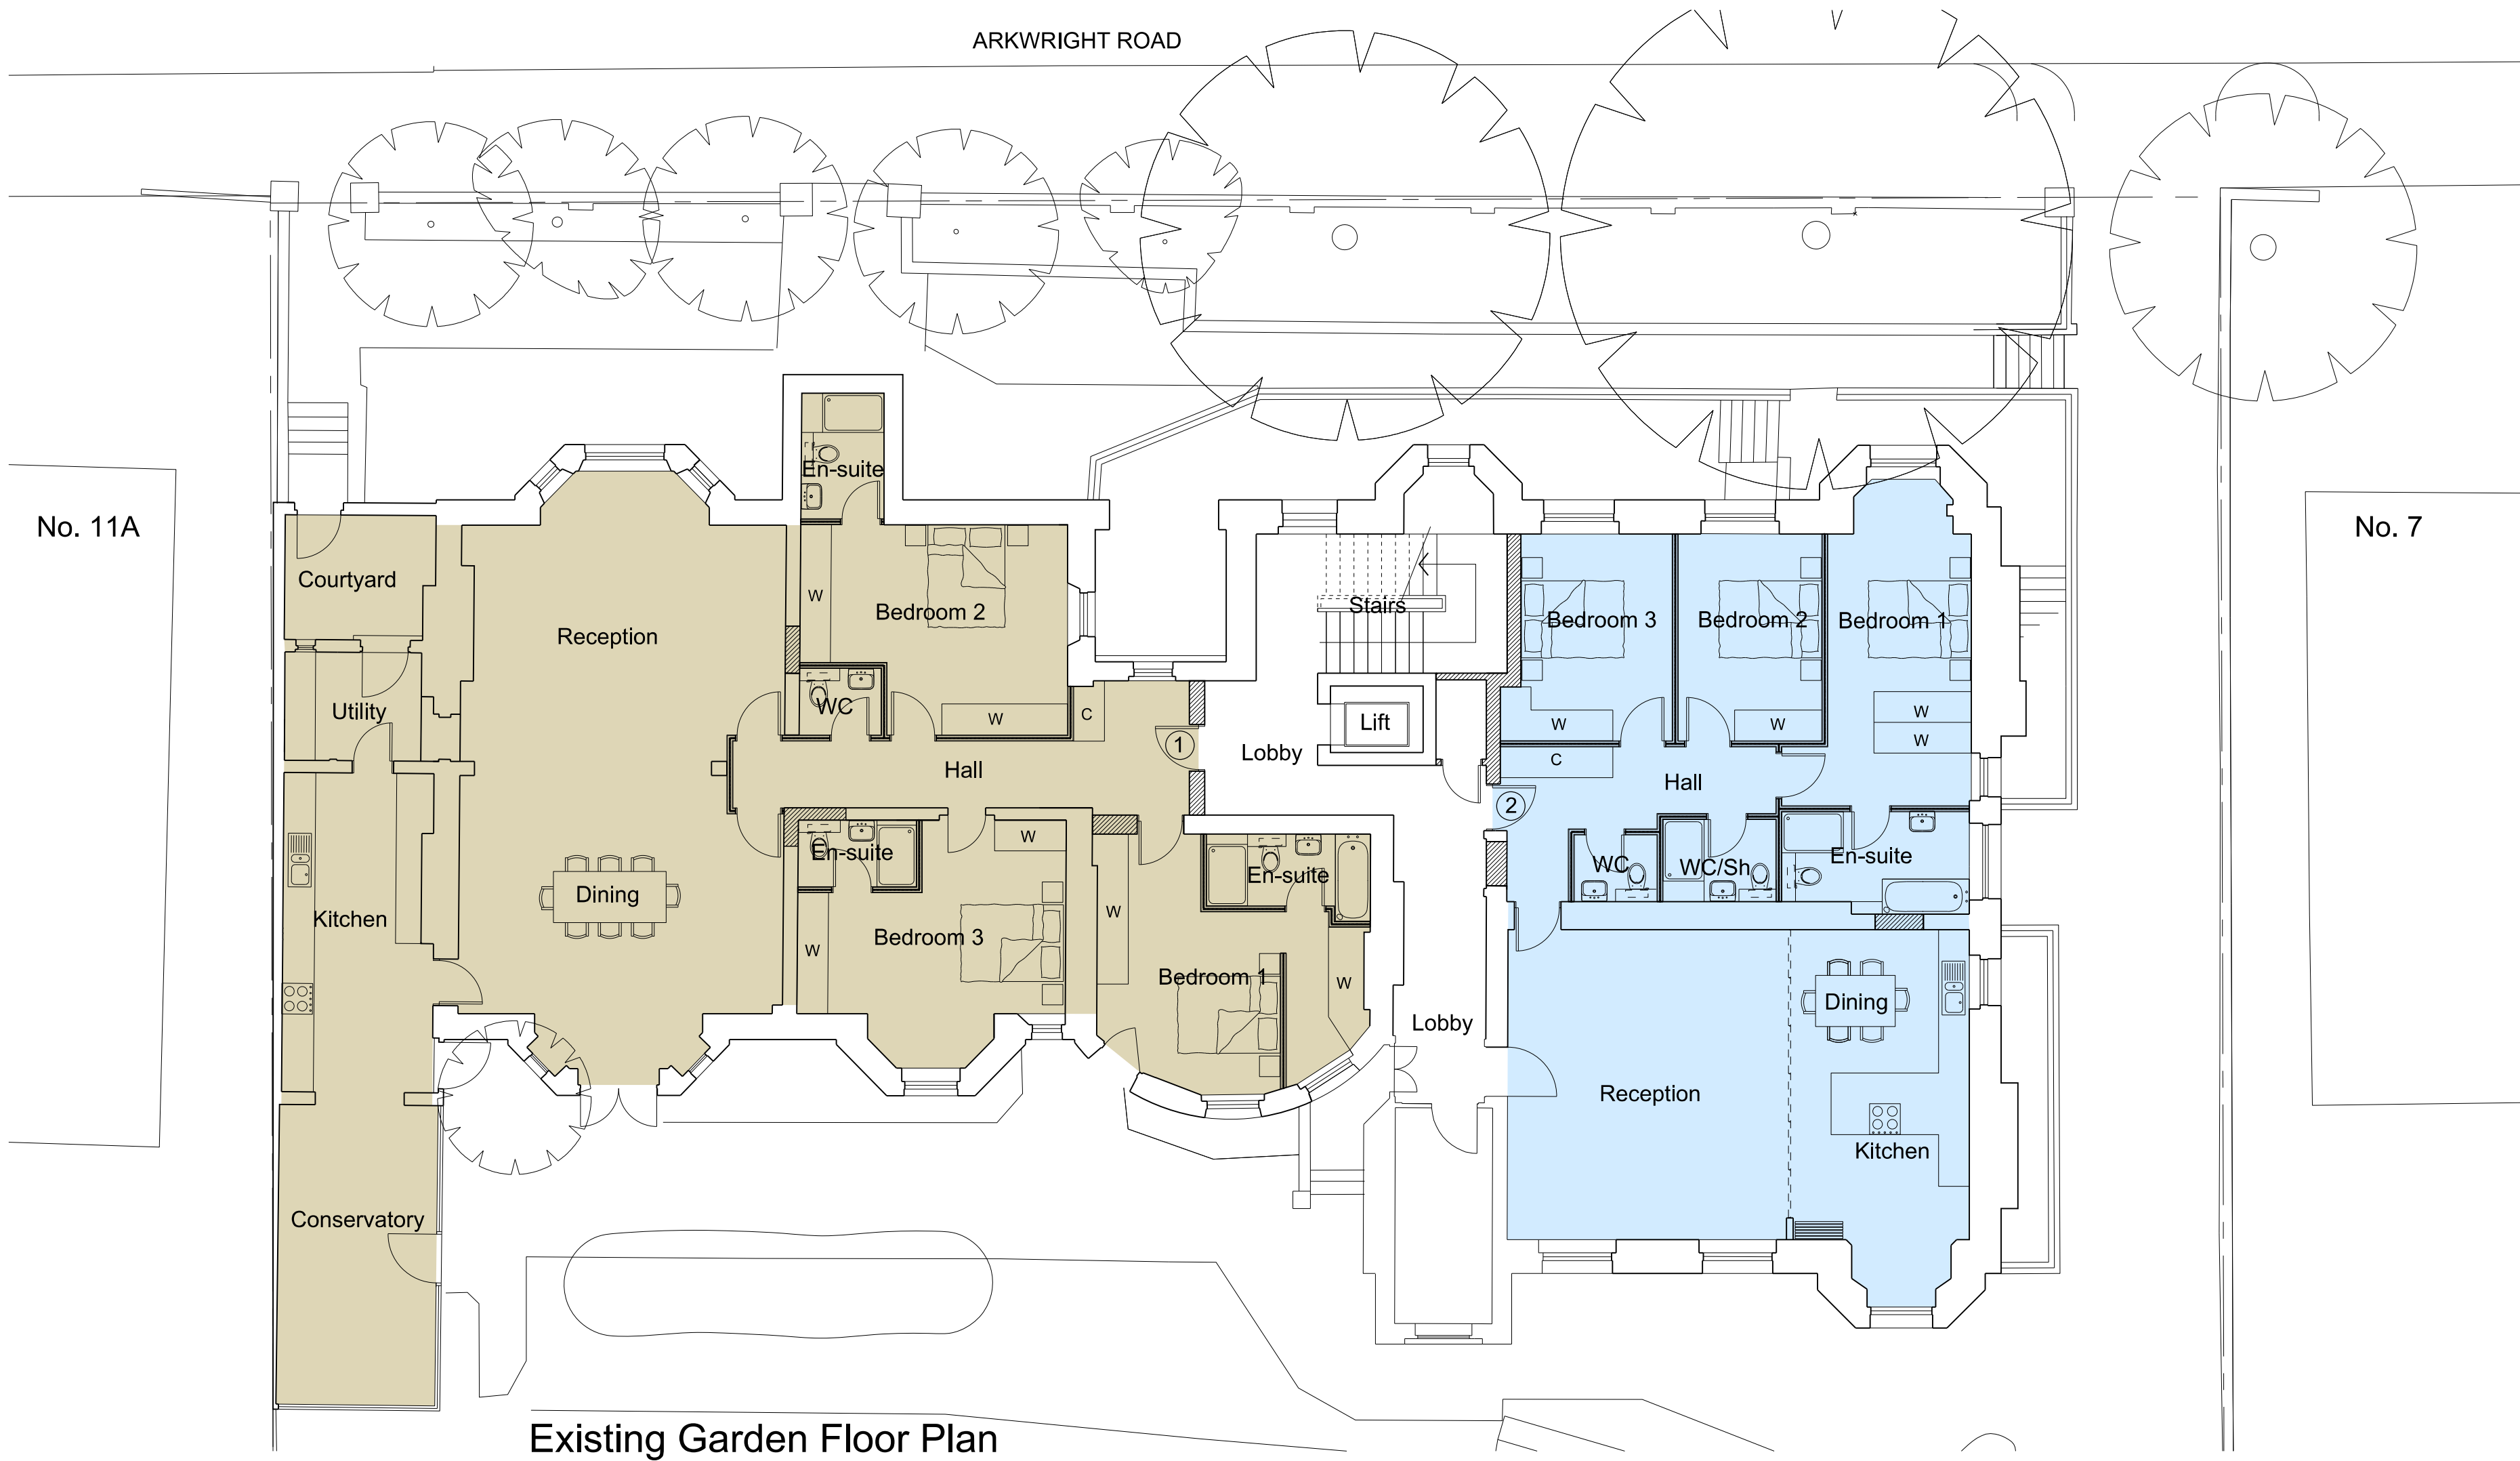 ARKWRIGHT ROAD
En-suite
No. 11A
No. 7
Courtyard
W
Bedroom 2
Reception
Stairs
Bedroom 3
Bedroom 2
Bedroom 1
Utility
WC
W
C
Lift
W
W
W
W
1
Lobby
Hall
C
Hall
2
W
En-suite
En-suite
WC
WC/Sh
En-suite
Dining
W
Kitchen
W
Bedroom 3
Bedroom 1
W
Lobby
Dining
Reception
Kitchen
Conservatory
Existing Garden Floor Plan